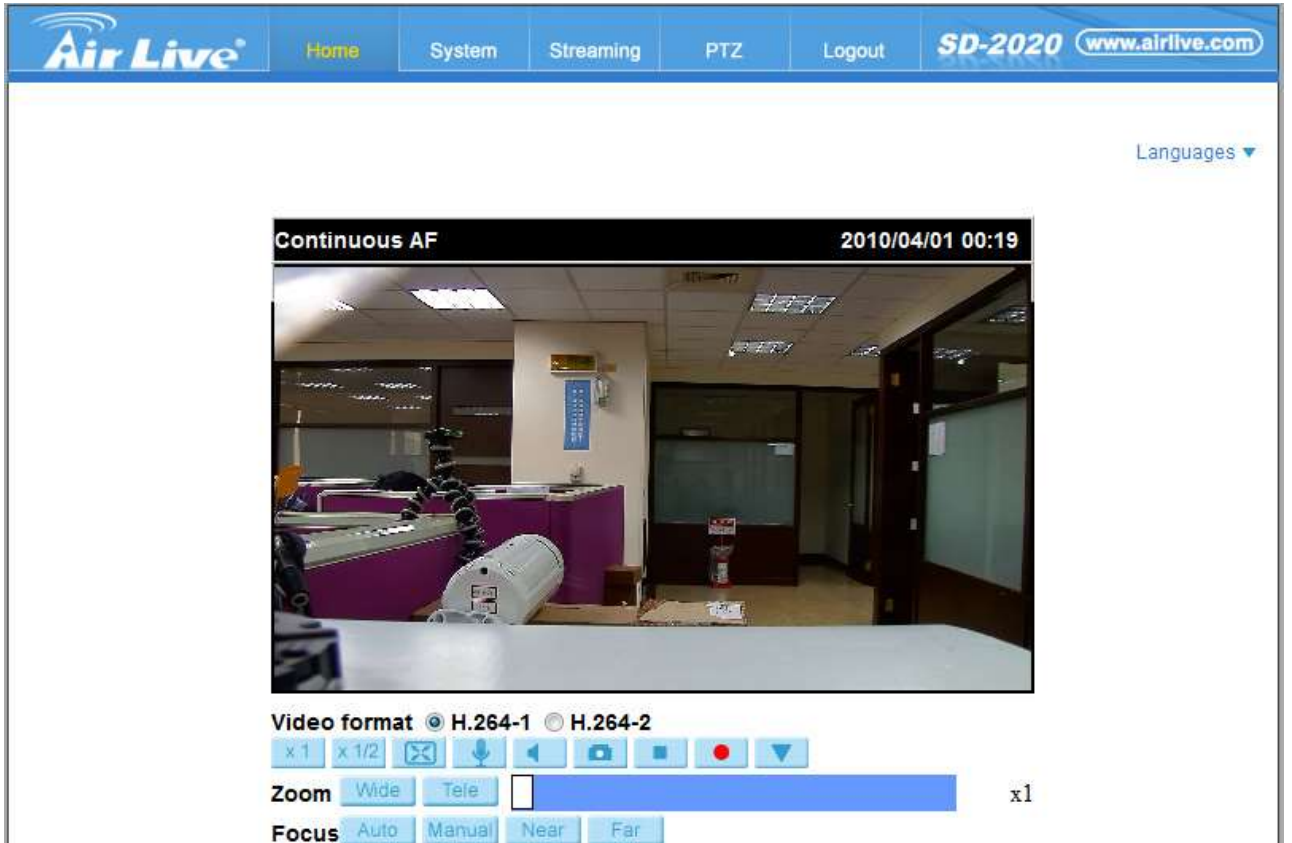 Air Live®
Home System Streaming PTZ Logout SD-2020 www.airlive.com
Languages ▼
Continuous AF 2010/04/01 00:19
Video format H.264-1 H.264-2
x 1 x 1/2
Zoom Wide Tele x1
Focus Auto Manual Near Far